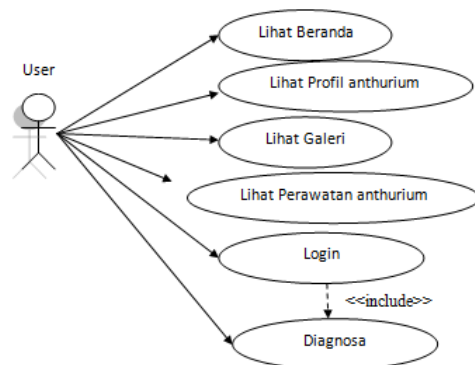 Lihat Beranda
User
Lihat Profil anthurium
Lihat Galeri
Lihat Perawatan anthurium
Login
<<include>>
Diagnosa